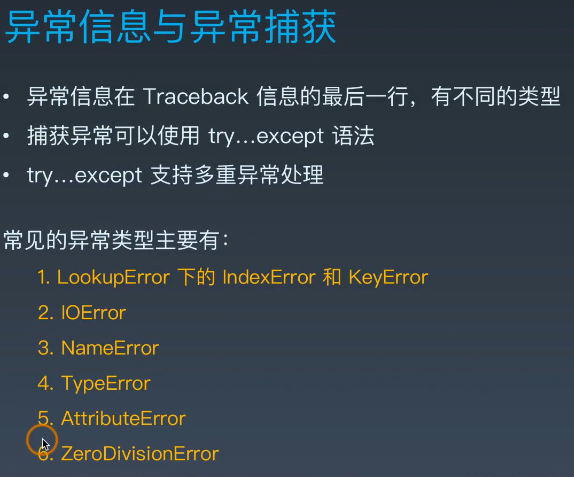 异常信息与异常捕获
• 异常信息在 Traceback 信息的最后一行，有不同的类型
• 捕获异常可以使用 try...except 语法
• try...except 支持多重异常处理
常见的异常类型主要有：
1. LookupError 下的 IndexError 和 KeyError
2. IOError
3. NameError
4. TypeError
5. AttributeError
6. ZeroDivisionError